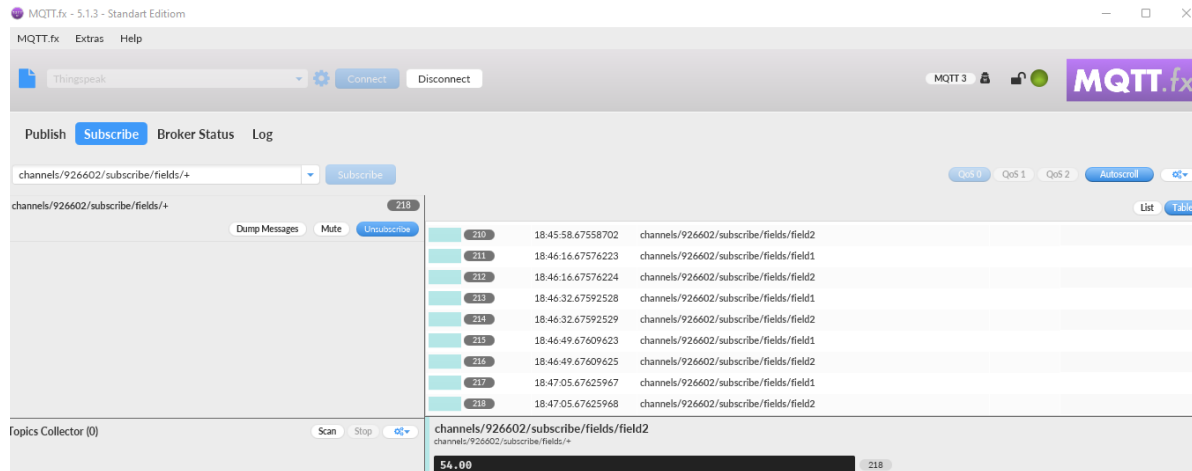 MQTT.fx - 5.1.3 - Standart Editiom
MQTT.fx Extras Help
Thingspeak Connect Disconnect MQTT 3 MQTT.fx
Publish Subscribe Broker Status Log
channels/926602/subscribe/fields/+ Subscribe QoS 0 QoS 1 QoS 2 Autoscroll
channels/926602/subscribe/fields/+ 218
List Table
Dump Messages Mute Unsubscribe
210 18:45:58.67558702 channels/926602/subscribe/fields/field2
211 18:46:16.67576223 channels/926602/subscribe/fields/field1
212 18:46:16.67576224 channels/926602/subscribe/fields/field2
213 18:46:32.67592528 channels/926602/subscribe/fields/field1
214 18:46:32.67592529 channels/926602/subscribe/fields/field2
215 18:46:49.67609623 channels/926602/subscribe/fields/field1
216 18:46:49.67609625 channels/926602/subscribe/fields/field2
217 18:47:05.67625967 channels/926602/subscribe/fields/field1
218 18:47:05.67625968 channels/926602/subscribe/fields/field2
Topics Collector (0) Scan Stop
channels/926602/subscribe/fields/field2
channels/926602/subscribe/fields/+
54.00 218